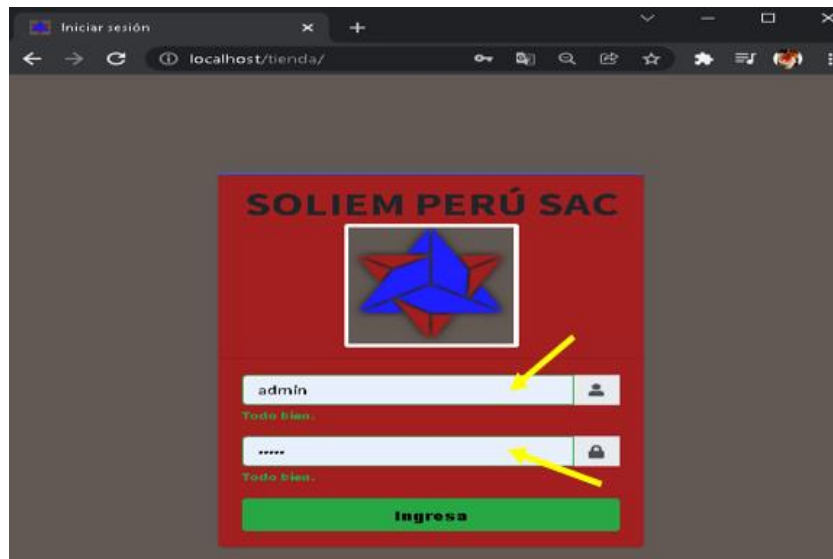 Iniciar sesión
localhost/tienda/
SOLIEM PERÚ SAC
admin
Todo bien.
•••••
Todo bien.
Ingresa